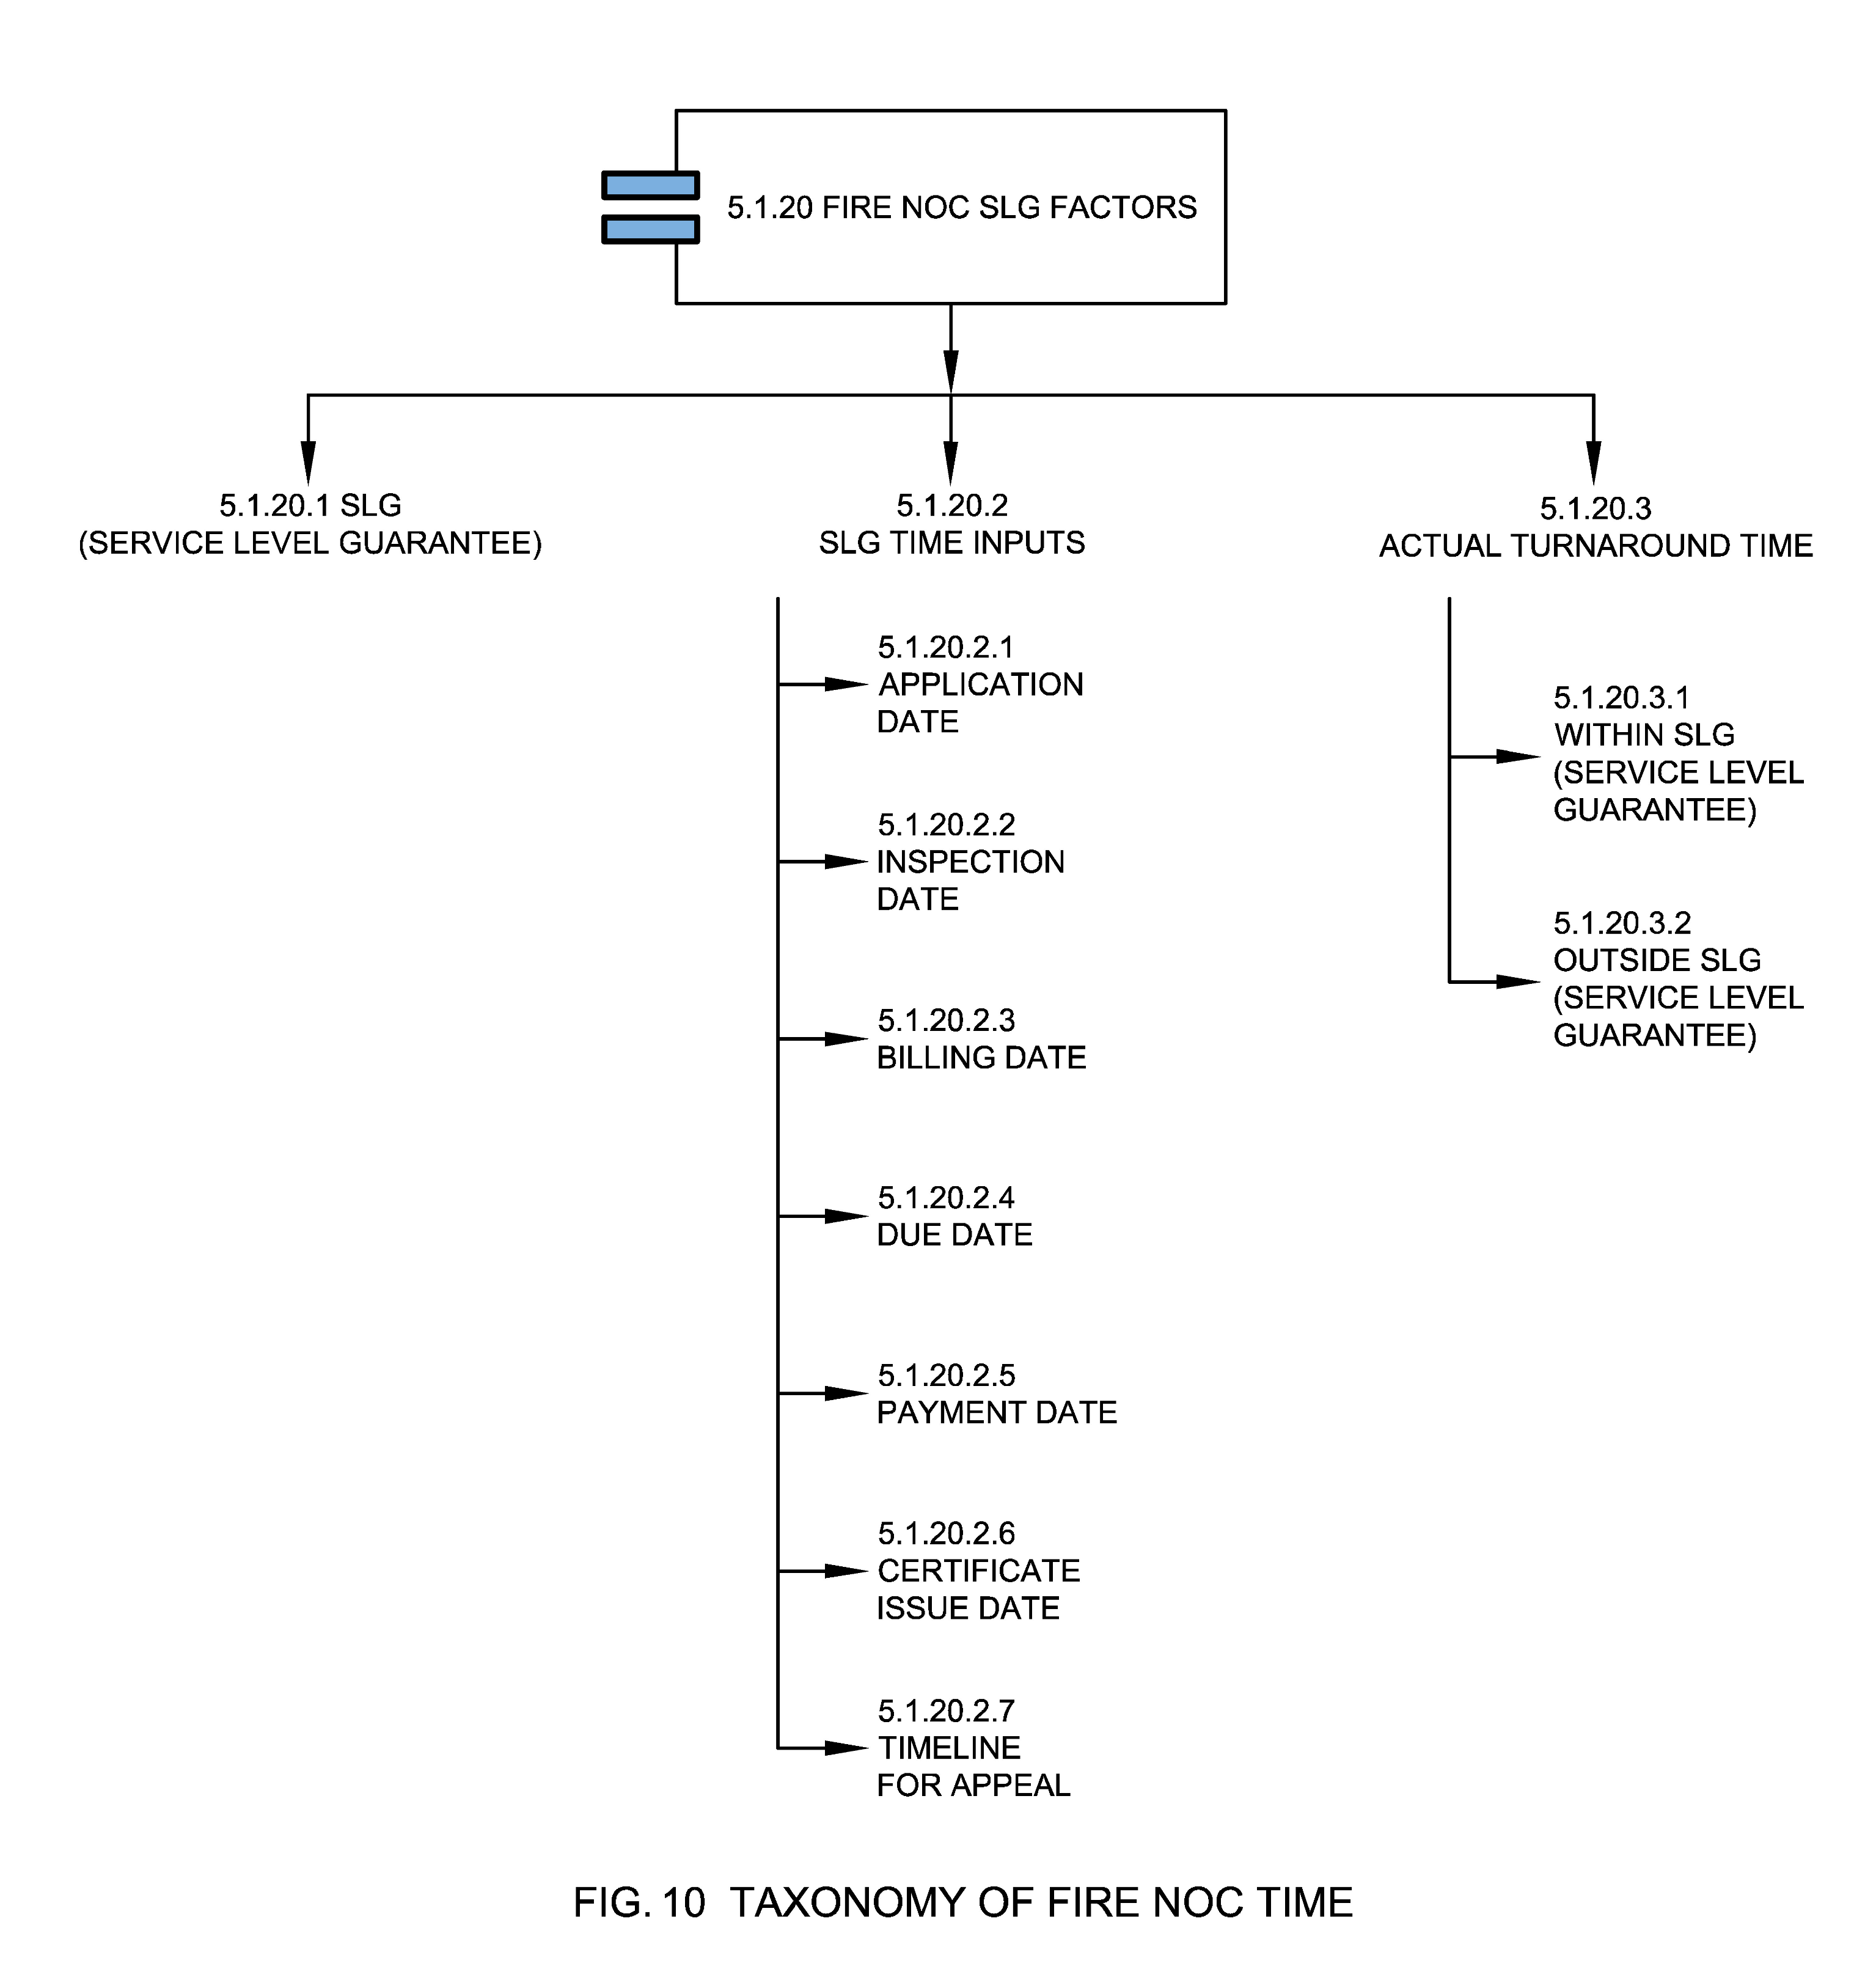 5.1.20 FIRE NOC SLG FACTORS
5.1.20.1 SLG
(SERVICE LEVEL GUARANTEE)
5.1.20.2
SLG TIME INPUTS
5.1.20.2.1
APPLICATION
DATE
5.1.20.2.2
INSPECTION
DATE
5.1.20.2.3
BILLING DATE
5.1.20.2.4
DUE DATE
5.1.20.2.5
PAYMENT DATE
5.1.20.2.6
CERTIFICATE
ISSUE DATE
5.1.20.2.7
TIMELINE
FOR APPEAL
5.1.20.3
ACTUAL TURNAROUND TIME
5.1.20.3.1
WITHIN SLG
(SERVICE LEVEL
GUARANTEE)
5.1.20.3.2
OUTSIDE SLG
(SERVICE LEVEL
GUARANTEE)
FIG. 10 TAXONOMY OF FIRE NOC TIME